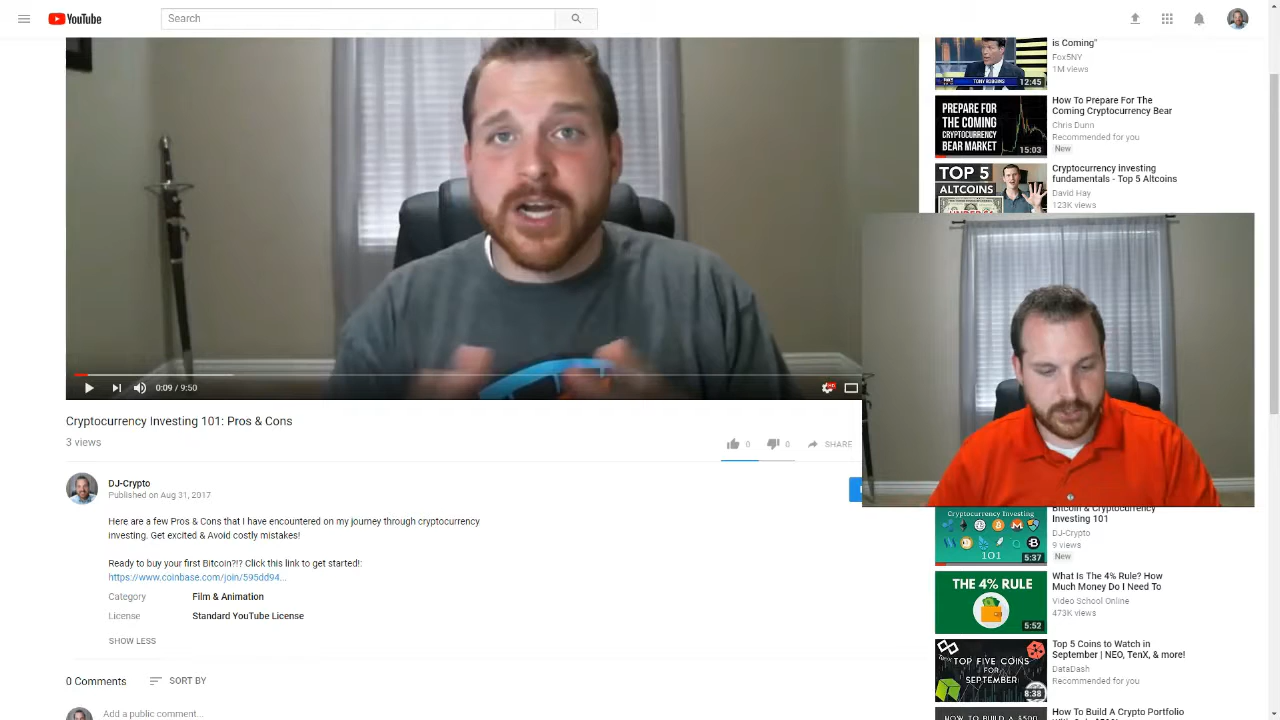 YouTube
Search
is Coming"
Fox5NY
1M views
TONY ROBBINS
12:45
PREPARE FOR
THE COMING
CRYPTOCURRENCY
BEAR MARKET
15:03
How To Prepare For The
Coming Cryptocurrency Bear
Chris Dunn
Recommended for you
New
TOP 5
ALTCOINS
Cryptocurrency investing
fundamentals - Top 5 Altcoins
David Hay
123K views
0:09 / 9:50
HD
Cryptocurrency Investing 101: Pros & Cons
3 views
0
0
SHARE
DJ-Crypto
Published on Aug 31, 2017
Here are a few Pros & Cons that I have encountered on my journey through cryptocurrency
investing. Get excited & Avoid costly mistakes!
Ready to buy your first Bitcoin?!? Click this link to get started!
https://www.coinbase.com/join/595dd94...
Category Film & Animation
License Standard YouTube License
SHOW LESS
0 Comments
SORT BY
Add a public comment...
Cryptocurrency Investing
101
5:37
Bitcoin & Cryptocurrency
Investing 101
DJ-Crypto
9 views
New
THE 4% RULE
5:52
What Is The 4% Rule? How
Much Money Do I Need To
Video School Online
473K views
TOP FIVE COINS
FOR
SEPTEMBER
8:38
Top 5 Coins to Watch in
September | NEO, TenX, & more!
DataDash
Recommended for you
How To Build A Crypto Portfolio